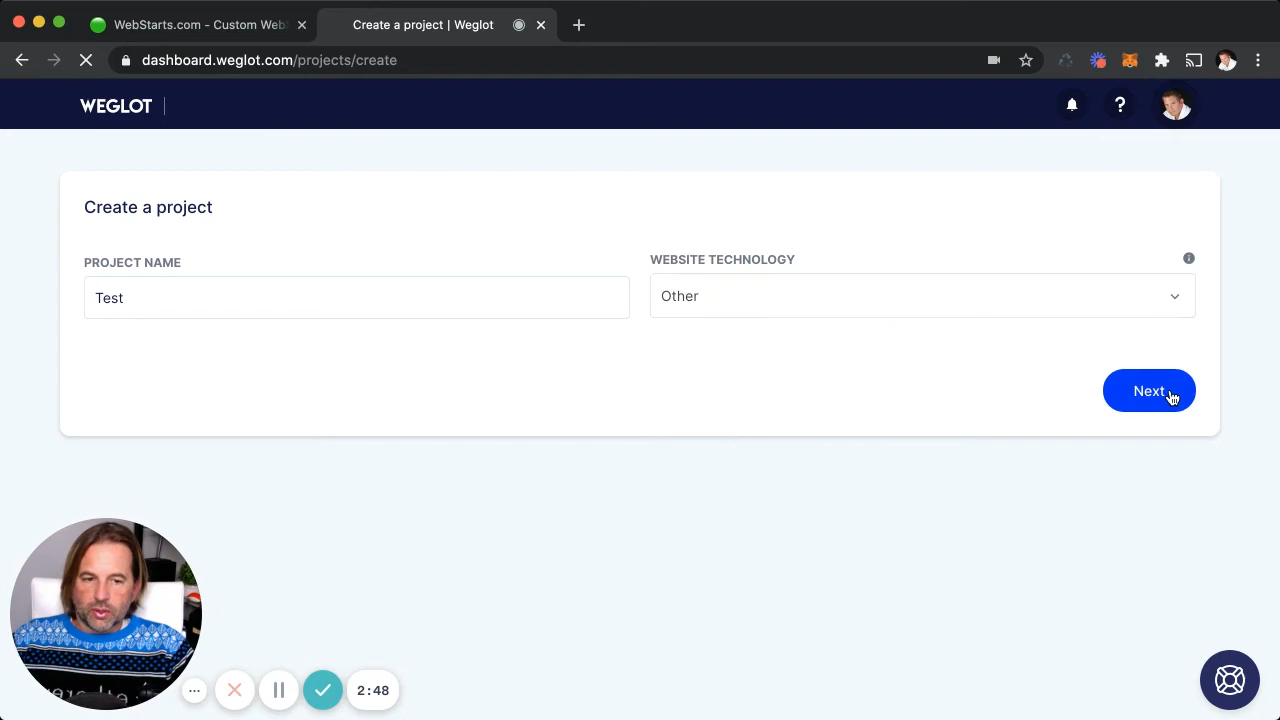 WebStarts.com - Custom Web
Create a project | Weglot
dashboard.weglot.com/projects/create
WEGLOT
Create a project
PROJECT NAME
WEBSITE TECHNOLOGY
Test
Other
Next
2:48